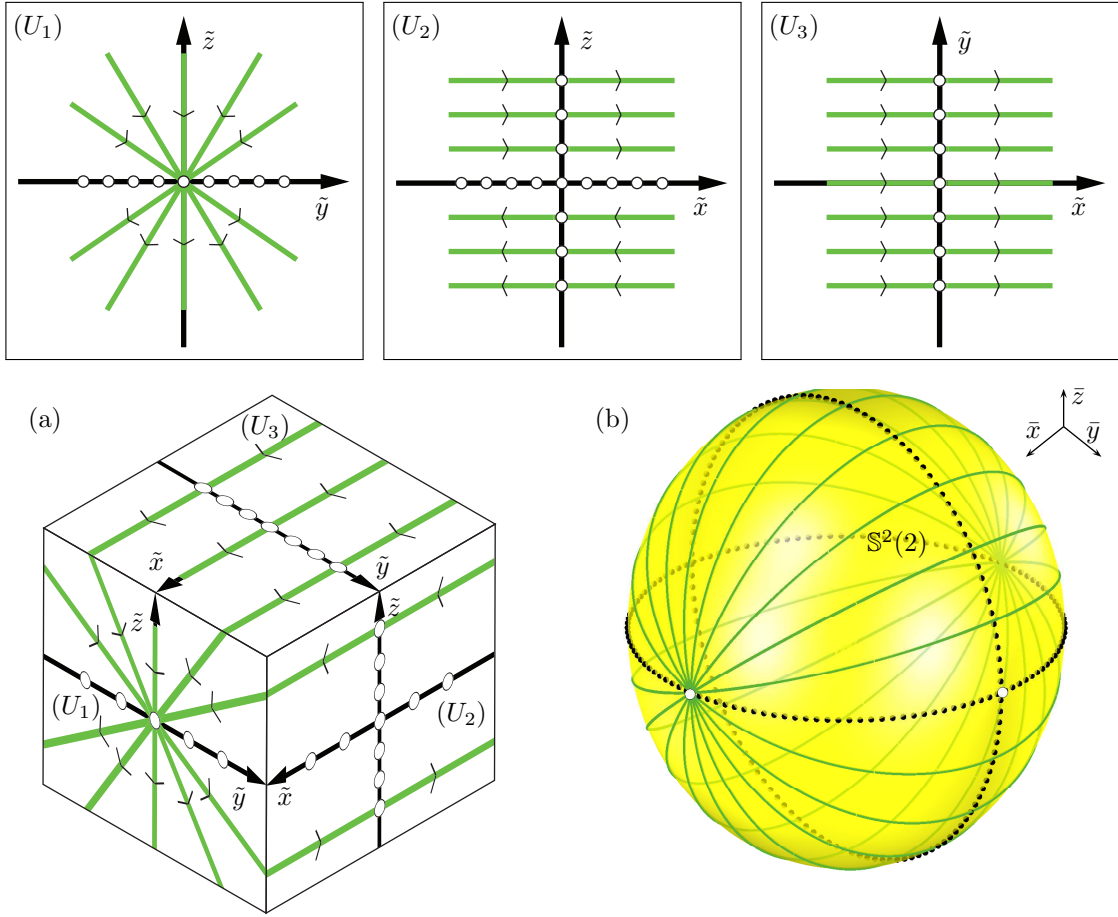 (U₁)
z̃
ỹ
(U₂)
z̃
x̃
(U₃)
ỹ
x̃
(a)
(U₃)
x̃
ỹ
z̃
z̃
(U₁)
(U₂)
ỹ
x̃
(b)
z̄
x̄
ȳ
𝕊²(2)